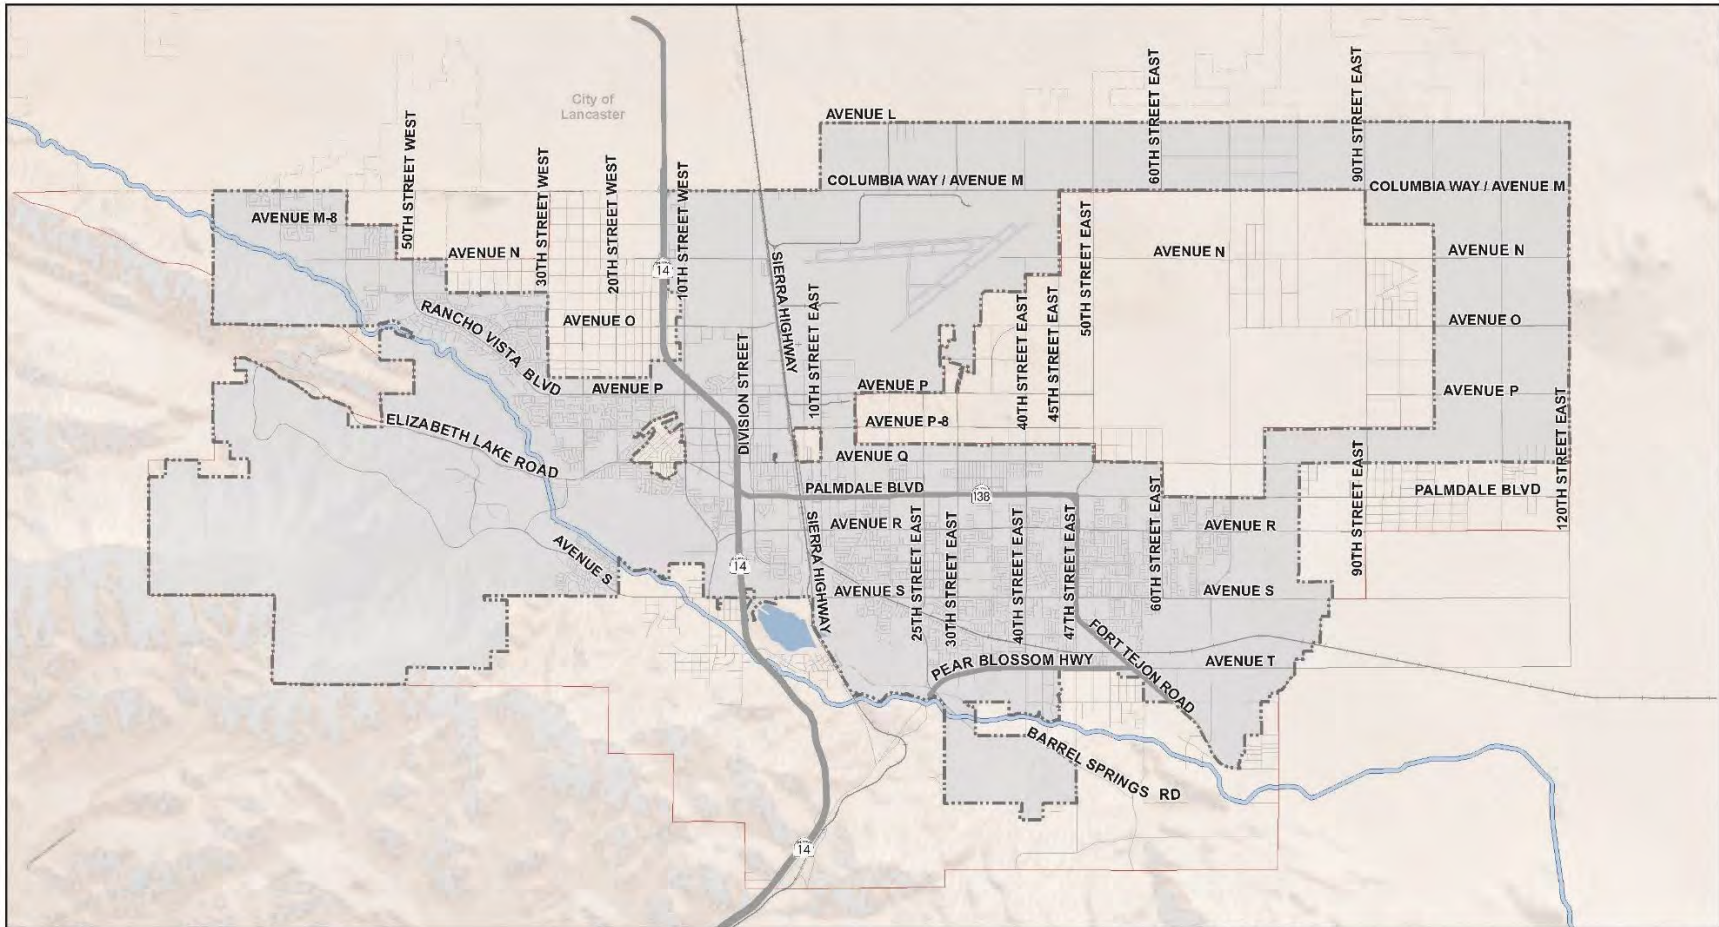 City of
Lancaster
AVENUE L
60TH STREET EAST
90TH STREET EAST
50TH STREET WEST
30TH STREET WEST
20TH STREET WEST
10TH STREET WEST
COLUMBIA WAY / AVENUE M
COLUMBIA WAY / AVENUE M
AVENUE M-8
AVENUE N
AVENUE N
AVENUE N
14
SIERRA HIGHWAY
50TH STREET EAST
RANCHO VISTA BLVD
AVENUE O
AVENUE O
DIVISION STREET
10TH STREET EAST
40TH STREET EAST
45TH STREET EAST
AVENUE P
AVENUE P
AVENUE P
AVENUE P-8
120TH STREET EAST
ELIZABETH LAKE ROAD
AVENUE Q
PALMDALE BLVD
138
PALMDALE BLVD
90TH STREET EAST
AVENUE R
AVENUE R
SIERRA HIGHWAY
25TH STREET EAST
30TH STREET EAST
40TH STREET EAST
47TH STREET EAST
60TH STREET EAST
AVENUE S
14
AVENUE S
AVENUE S
FORT TEJON ROAD
PEAR BLOSSOM HWY
AVENUE T
BARREL SPRINGS RD
14